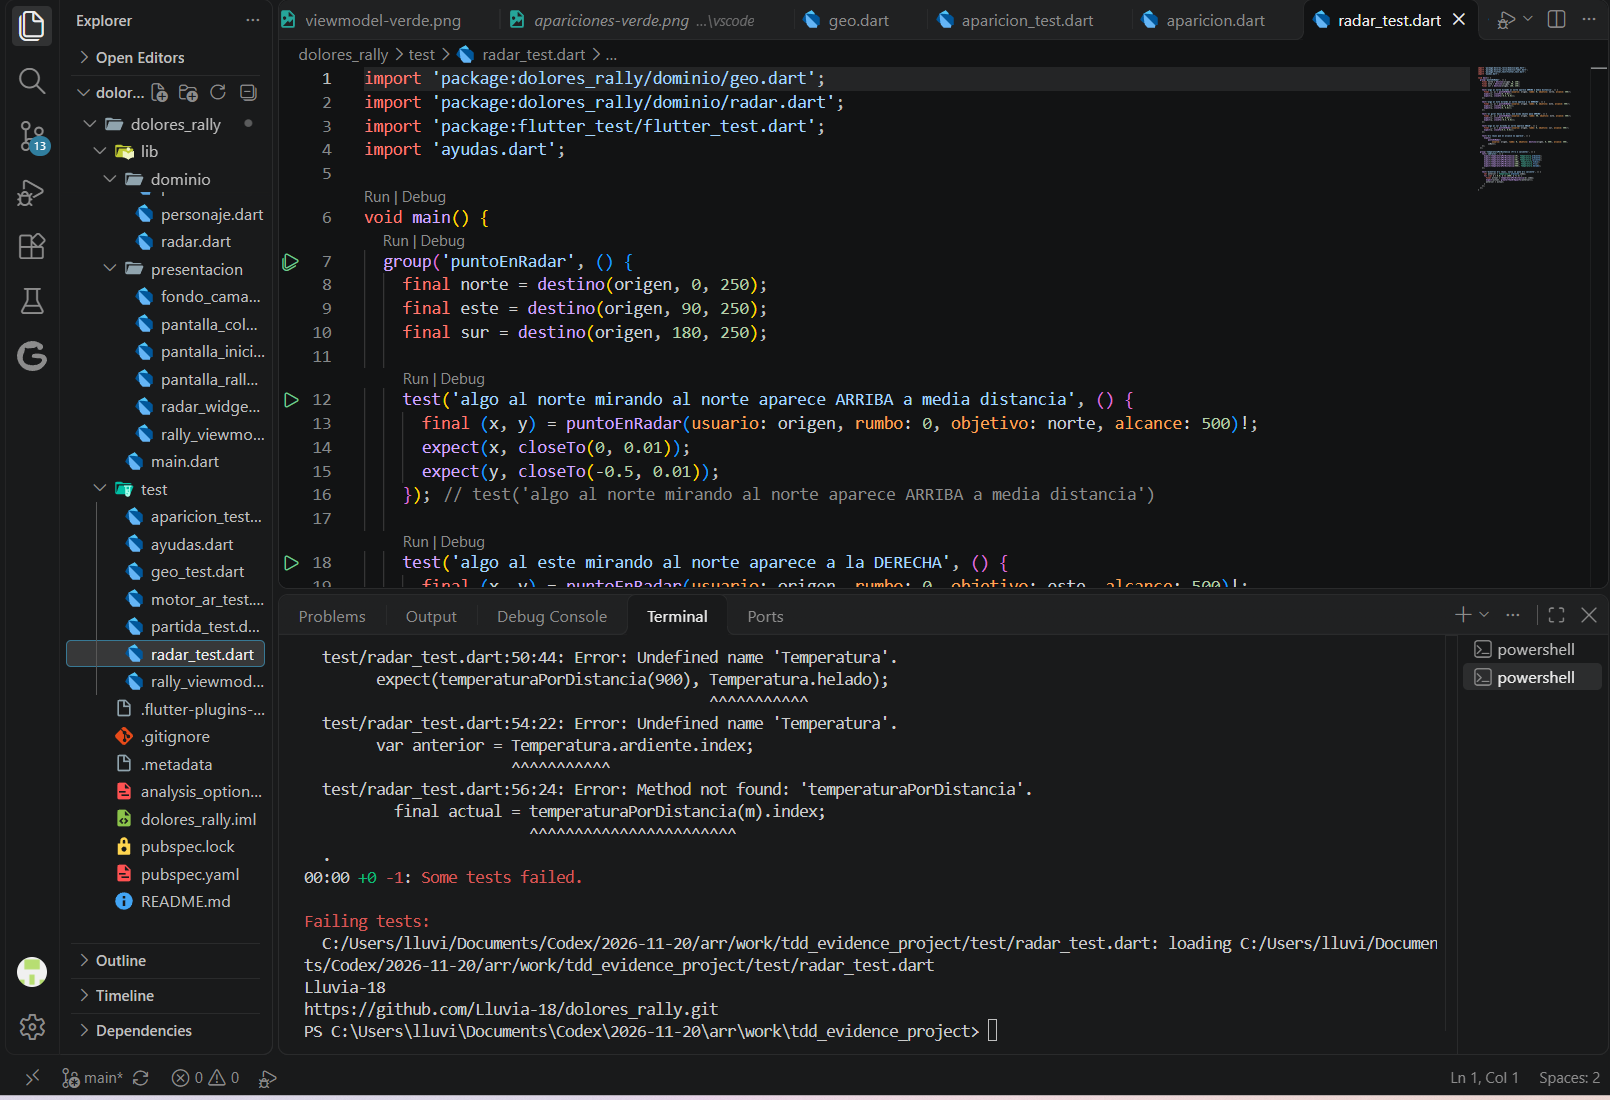 Explorer
Open Editors
dolor...
dolores_rally
lib
dominio
personaje.dart
radar.dart
presentacion
fondo_cama...
pantalla_col...
pantalla_inici...
pantalla_rall...
radar_widge...
rally_viewmo...
main.dart
test
aparicion_test...
ayudas.dart
geo_test.dart
motor_ar_test....
partida_test.d...
radar_test.dart
rally_viewmod...
.flutter-plugins-...
.gitignore
.metadata
analysis_option...
dolores_rally.iml
pubspec.lock
pubspec.yaml
README.md
Outline
Timeline
Dependencies
13
viewmodel-verde.png
apariciones-verde.png ...\vscode
geo.dart
aparicion_test.dart
aparicion.dart
radar_test.dart
dolores_rally > test > radar_test.dart > ...
1 import 'package:dolores_rally/dominio/geo.dart';
2 import 'package:dolores_rally/dominio/radar.dart';
3 import 'package:flutter_test/flutter_test.dart';
4 import 'ayudas.dart';
5
Run | Debug
6 void main() {
Run | Debug
7 group('puntoEnRadar', () {
8 final norte = destino(origen, 0, 250);
9 final este = destino(origen, 90, 250);
10 final sur = destino(origen, 180, 250);
11
Run | Debug
12 test('algo al norte mirando al norte aparece ARRIBA a media distancia', () {
13 final (x, y) = puntoEnRadar(usuario: origen, rumbo: 0, objetivo: norte, alcance: 500)!;
14 expect(x, closeTo(0, 0.01));
15 expect(y, closeTo(-0.5, 0.01));
16 }); // test('algo al norte mirando al norte aparece ARRIBA a media distancia')
17
Run | Debug
18 test('algo al este mirando al norte aparece a la DERECHA', () {
19 final (x, y) = puntoEnRadar(usuario: origen, rumbo: 0, objetivo: este, alcance: 500)!;
Problems
Output
Debug Console
Terminal
Ports
test/radar_test.dart:50:44: Error: Undefined name 'Temperatura'.
expect(temperaturaPorDistancia(900), Temperatura.helado);
^^^^^^^^^^^
test/radar_test.dart:54:22: Error: Undefined name 'Temperatura'.
var anterior = Temperatura.ardiente.index;
^^^^^^^^^^^
test/radar_test.dart:56:24: Error: Method not found: 'temperaturaPorDistancia'.
final actual = temperaturaPorDistancia(m).index;
^^^^^^^^^^^^^^^^^^^^^^^
.
00:00 +0 -1: Some tests failed.
Failing tests:
C:/Users/lluvi/Documents/Codex/2026-11-20/arr/work/tdd_evidence_project/test/radar_test.dart: loading C:/Users/lluvi/Documen
ts/Codex/2026-11-20/arr/work/tdd_evidence_project/test/radar_test.dart
Lluvia-18
https://github.com/Lluvia-18/dolores_rally.git
PS C:\Users\lluvi\Documents\Codex\2026-11-20\arr\work\tdd_evidence_project>
powershell
powershell
main*
0
0
Ln 1, Col 1
Spaces: 2